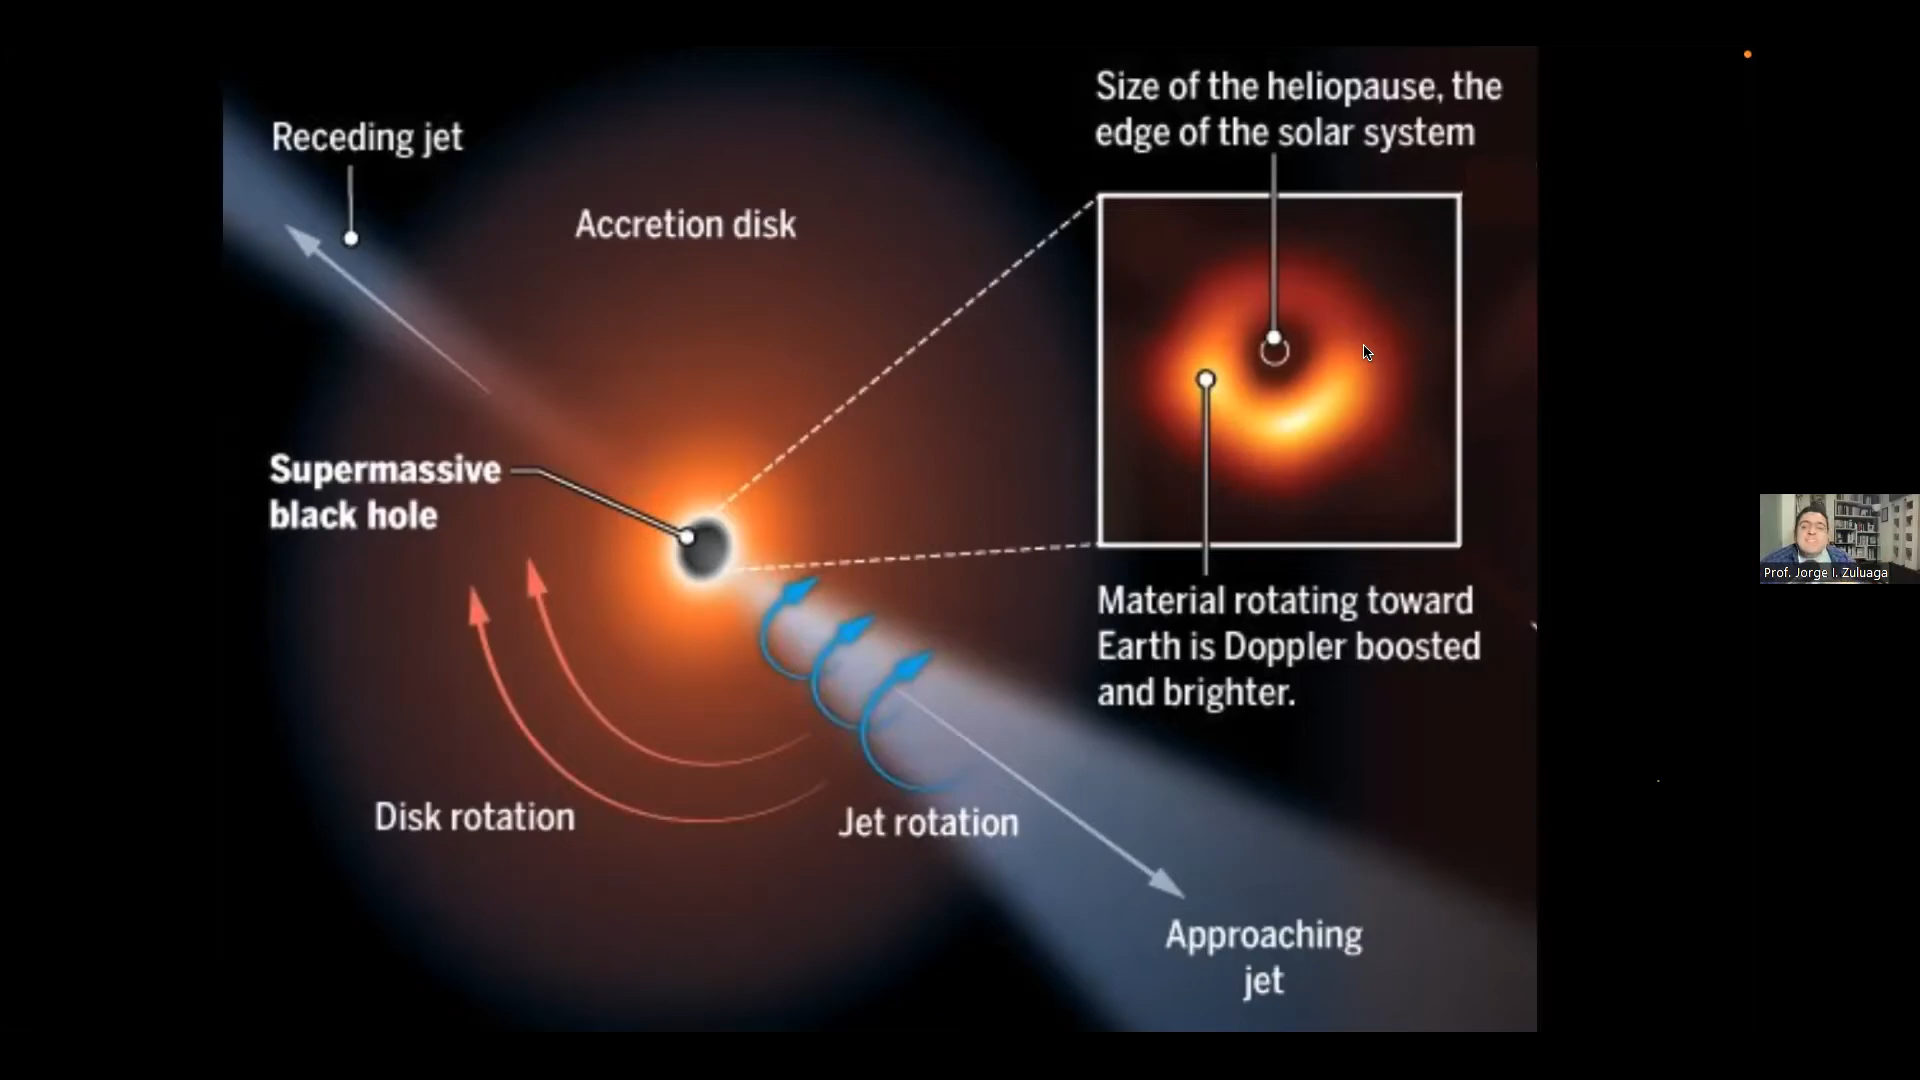 Receding jet
Accretion disk
Size of the heliopause, the
edge of the solar system
Supermassive
black hole
Material rotating toward
Earth is Doppler boosted
and brighter.
Disk rotation
Jet rotation
Approaching
jet
Prof. Jorge I. Zuluaga